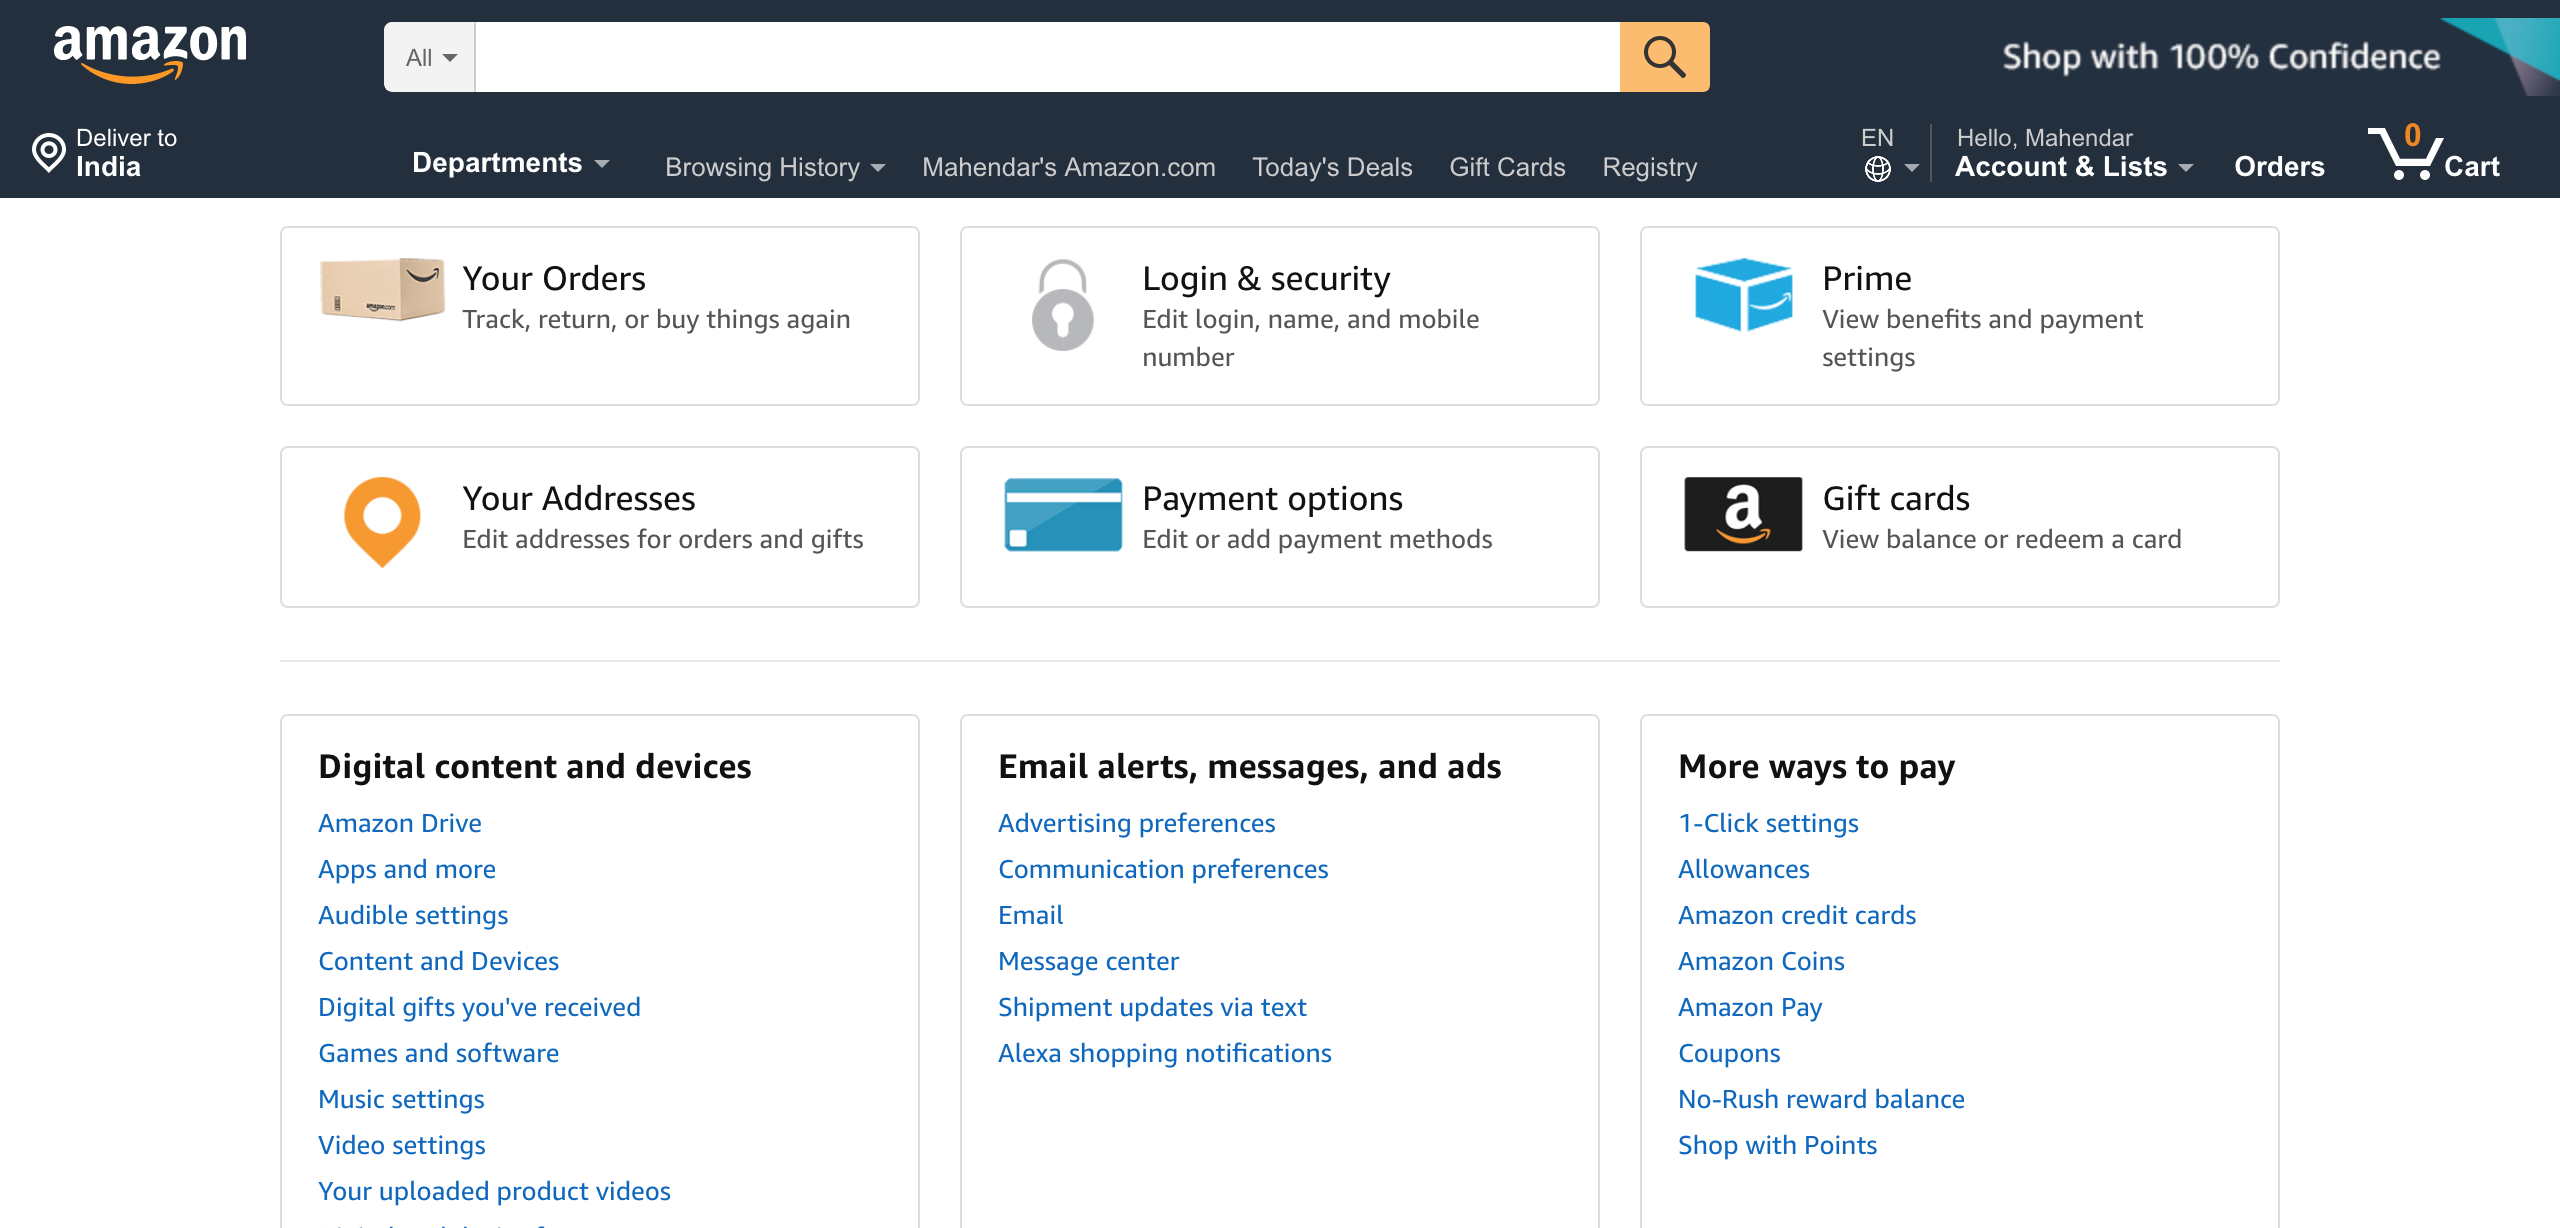 amazon
All
Shop with 100% Confidence
Deliver to
India
Departments
Browsing History
Mahendar's Amazon.com
Today's Deals
Gift Cards
Registry
EN
Hello, Mahendar
Account & Lists
Orders
0
Cart
Your Orders
Track, return, or buy things again
amazon.com
Login & security
Edit login, name, and mobile
number
Prime
View benefits and payment
settings
Your Addresses
Edit addresses for orders and gifts
Payment options
Edit or add payment methods
a
Gift cards
View balance or redeem a card
Digital content and devices
Amazon Drive
Apps and more
Audible settings
Content and Devices
Digital gifts you've received
Games and software
Music settings
Video settings
Your uploaded product videos
Email alerts, messages, and ads
Advertising preferences
Communication preferences
Email
Message center
Shipment updates via text
Alexa shopping notifications
More ways to pay
1-Click settings
Allowances
Amazon credit cards
Amazon Coins
Amazon Pay
Coupons
No-Rush reward balance
Shop with Points